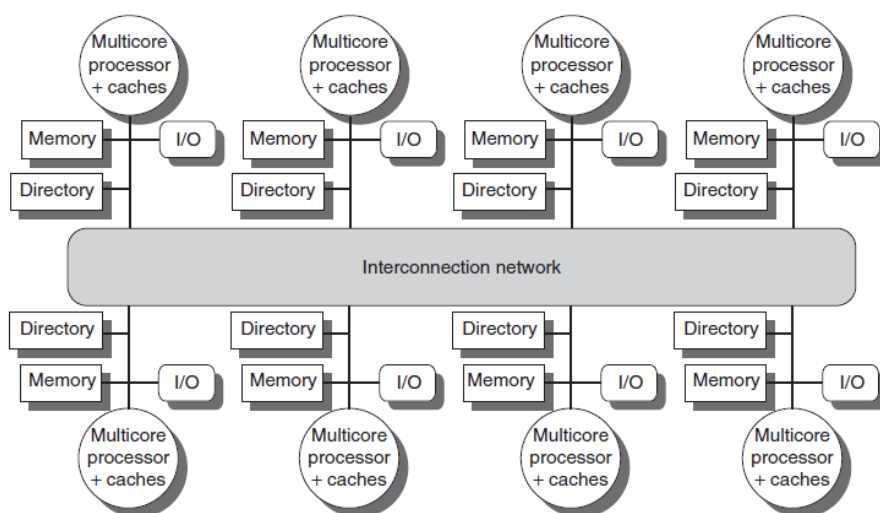 Multicore
processor
+ caches
Multicore
processor
+ caches
Multicore
processor
+ caches
Multicore
processor
+ caches
Memory
I/O
Memory
I/O
Memory
I/O
Memory
I/O
Directory
Directory
Directory
Directory
Interconnection network
Directory
Directory
Directory
Directory
Memory
I/O
Memory
I/O
Memory
I/O
Memory
I/O
Multicore
processor
+ caches
Multicore
processor
+ caches
Multicore
processor
+ caches
Multicore
processor
+ caches